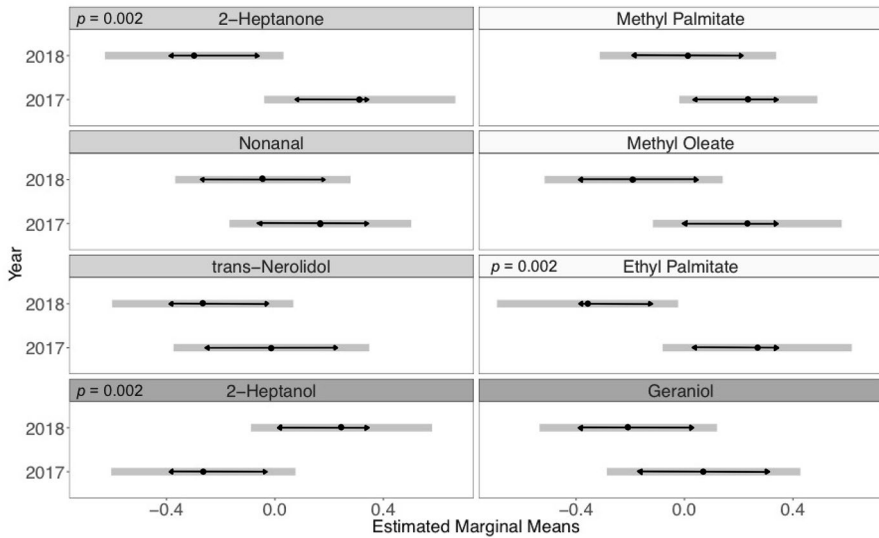 p = 0.002 2−Heptanone
Methyl Palmitate
2018
2017
Nonanal
Methyl Oleate
2018
2017
trans−Nerolidol
p = 0.002 Ethyl Palmitate
2018
2017
p = 0.002 2−Heptanol
Geraniol
2018
2017
Year
−0.4 0.0 0.4 −0.4 0.0 0.4
Estimated Marginal Means